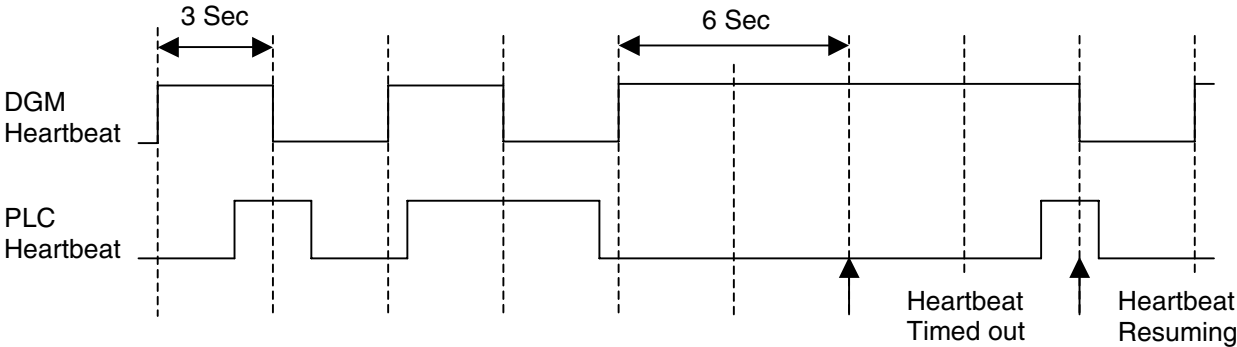 3 Sec
6 Sec
DGM
Heartbeat
PLC
Heartbeat
Heartbeat
Timed out
Heartbeat
Resuming